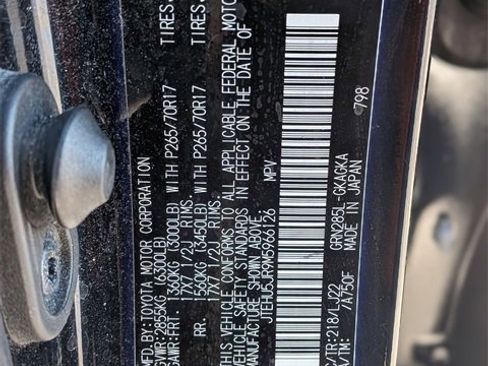 MFD.BY:TOYOTA MOTOR CORPORATION
GVWR: 2855KG (6300LB)
GAWR:FRT. 1360KG (3000LB) WITH P265/70R17 TIRES,
17X7 1/2J RIMS,
RR. 1560KG (3450LB) WITH P265/70R17 TIRES,
17X7 1/2J RIMS,
THIS VEHICLE CONFORMS TO ALL APPLICABLE FEDERAL MOTOR
VEHICLE SAFETY STANDARDS IN EFFECT ON THE DATE OF
MANUFACTURE SHOWN ABOVE.
JTEHU5JR9M5966126 MPV
C/TR: 218/LJ22 GRN285L-GKAGKA
A/TM: /A750F MADE IN JAPAN
798